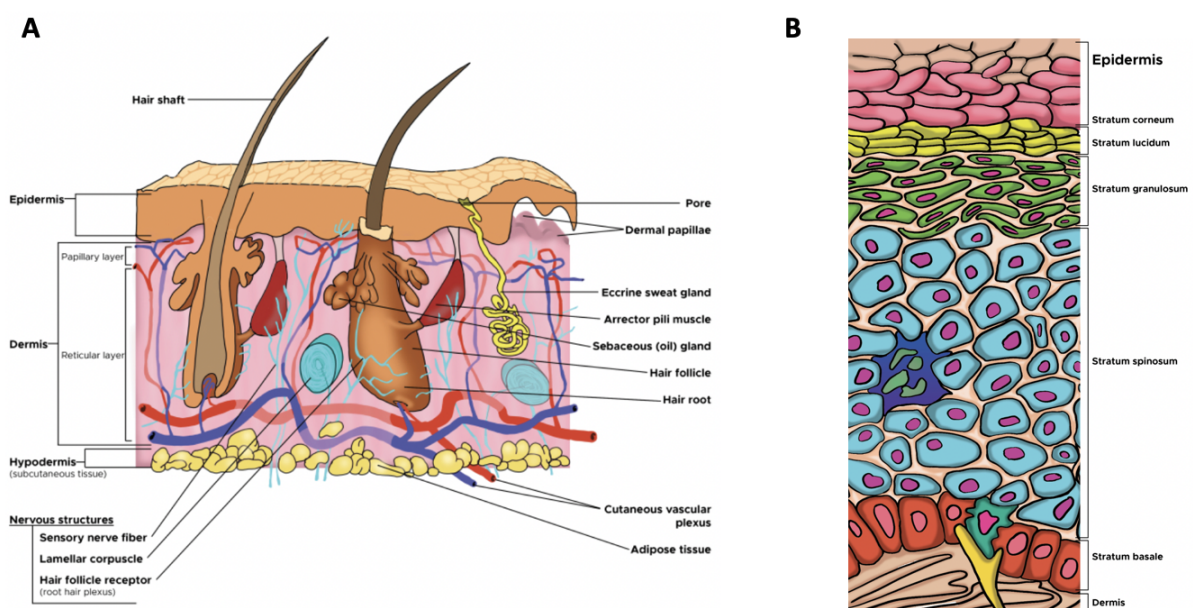 A
Hair shaft
Epidermis
Papillary layer
Dermis
Reticular layer
Hypodermis
(subcutaneous tissue)
Nervous structures
Sensory nerve fiber
Lamellar corpuscle
Hair follicle receptor
(root hair plexus)
Pore
Dermal papillae
Eccrine sweat gland
Arrector pili muscle
Sebaceous (oil) gland
Hair follicle
Hair root
Cutaneous vascular
plexus
Adipose tissue
B
Epidermis
Stratum corneum
Stratum lucidum
Stratum granulosum
Stratum spinosum
Stratum basale
Dermis